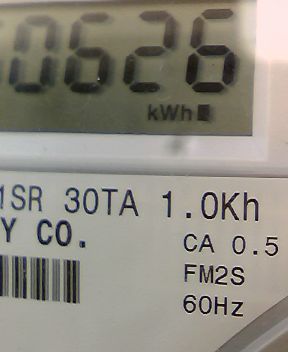 0626
kWh
1SR 30TA 1.0Kh
Y CO.
CA 0.5
FM2S
60Hz